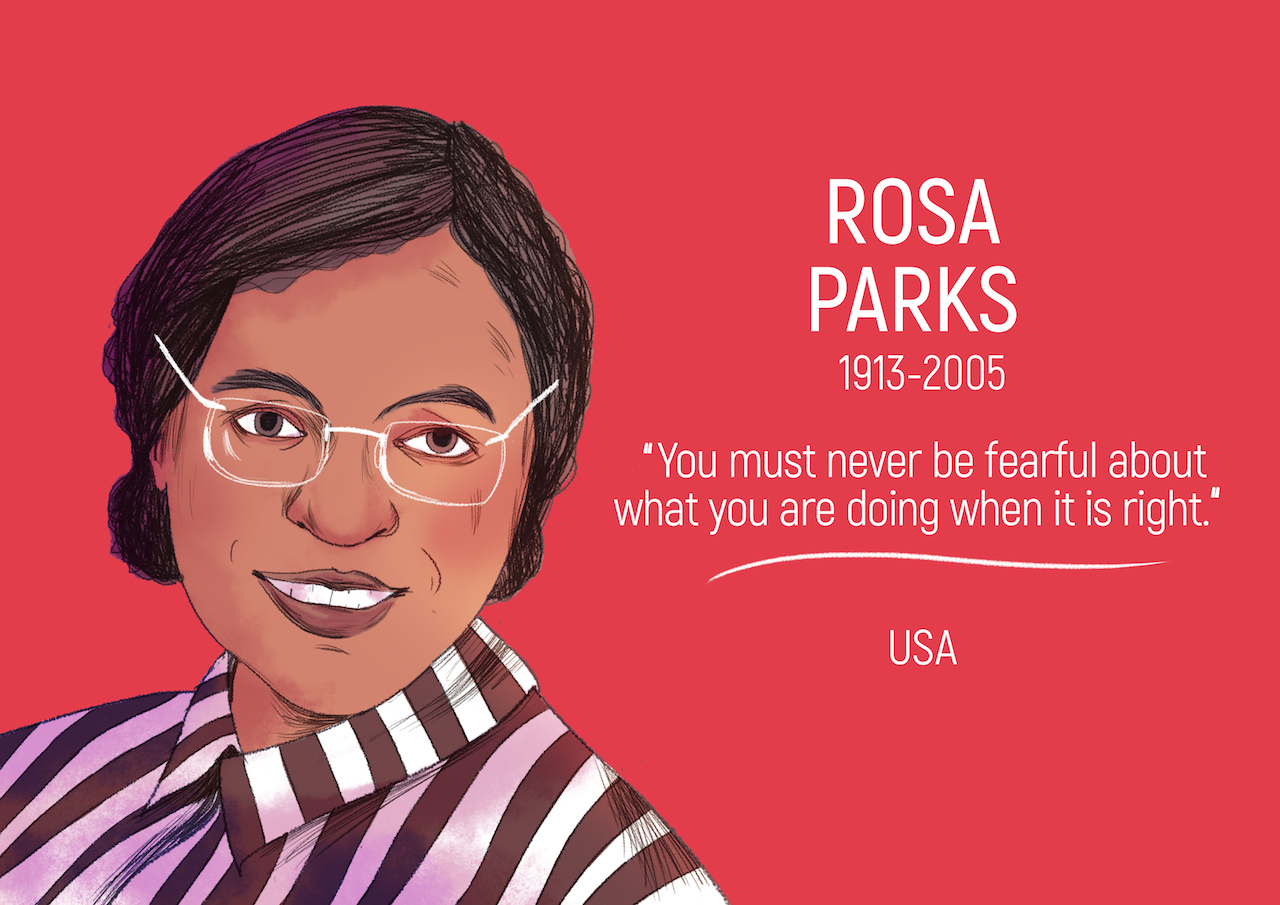 ROSA
PARKS
1913-2005
"You must never be fearful about
what you are doing when it is right."
USA